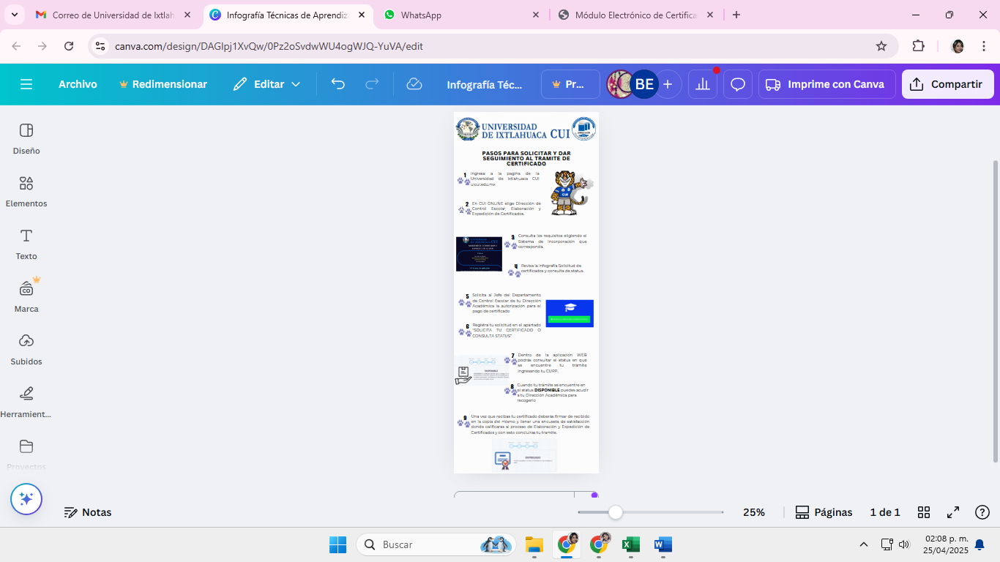 Correo de Universidad de Ixtlah
Infografía Técnicas de Aprendiz
WhatsApp
Módulo Electrónico de Certifica
canva.com/design/DAGIpj1XvQw/0Pz2oSvdwWU4ogWJQ-YuVA/edit
Archivo
Redimensionar
Editar
Infografía Téc...
Pr...
BE
Imprime con Canva
Compartir
Diseño
Elementos
Texto
Marca
Subidos
Herramient...
Proyectos
UNIVERSIDAD
DE IXTLAHUACA CUI
PASOS PARA SOLICITAR Y DAR
SEGUIMIENTO AL TRAMITE DE
CERTIFICADO
1
Ingresa a la pagina de la
Universidad de Ixtlahuaca CUI
uicui.edu.mx
2
En CUI ONLINE elige Dirección de
Control Escolar, Elaboración y
Expedición de Certificados.
3
Consulta los requisitos eligiendo el
Sistema de Incorporación que
corresponda.
4
Revisa la infografía Solicitud de
certificados y consulta de status.
5
Solicita al Jefe del Departamento
de Control Escolar de tu Dirección
Académica la autorización para el
pago de certificado
6
Registra tu solicitud en el apartado
"SOLICITA TU CERTIFICADO O
CONSULTA STATUS"
7
Dentro de la aplicación WEB
podrás consultar el status en que
se encuentre tu trámite
ingresando tu CURP.
8
Cuando tu trámite se encuentre en
el status DISPONIBLE puedes acudir
a tu Dirección Académica para
recogerlo
9
Una vez que recibas tu certificado deberás firmar de recibido
en la copia del mismo y llenar una encuesta de satisfacción
donde calificaras al proceso de Elaboración y Expedición de
Certificados y con esto concluiras tu tramite.
Notas
25%
Páginas
1 de 1
Buscar
02:08 p. m.
25/04/2025